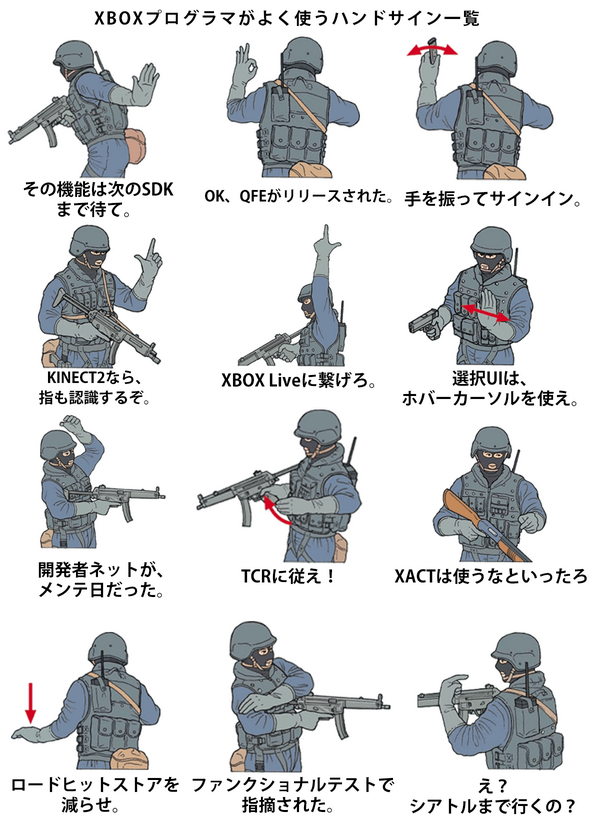 XBOXプログラマがよく使うハンドサイン一覧
その機能は次のSDK
まで待て。
OK、QFEがリリースされた。
手を振ってサインイン。
KINECT2なら、
指も認識するぞ。
XBOX Liveに繋げろ。
選択UIは、
ホバーカーソルを使え。
開発者ネットが、
メンテ日だった。
TCRに従え！
XACTは使うなといったろ
ロードヒットストアを
減らせ。
ファンクショナルテストで
指摘された。
え？
シアトルまで行くの？